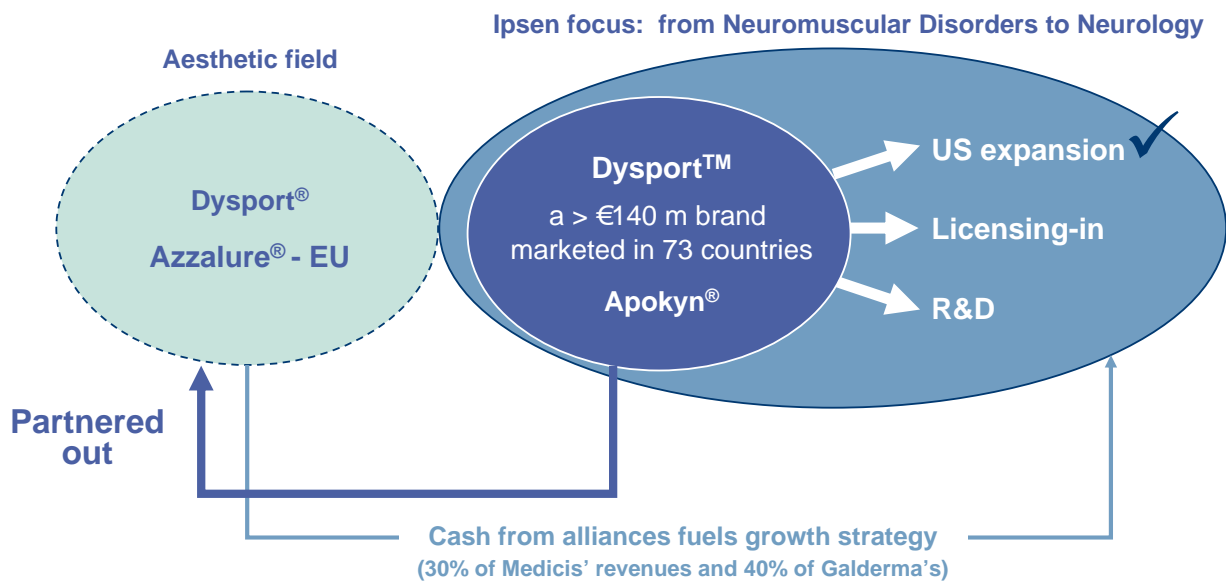 Ipsen focus:  from Neuromuscular Disorders to Neurology
Aesthetic field
Dysport®
Azzalure® - EU
Dysport™
a > €140 m brand
marketed in 73 countries
Apokyn®
US expansion
Licensing-in
R&D
Partnered
out
Cash from alliances fuels growth strategy
(30% of Medicis’ revenues and 40% of Galderma’s)